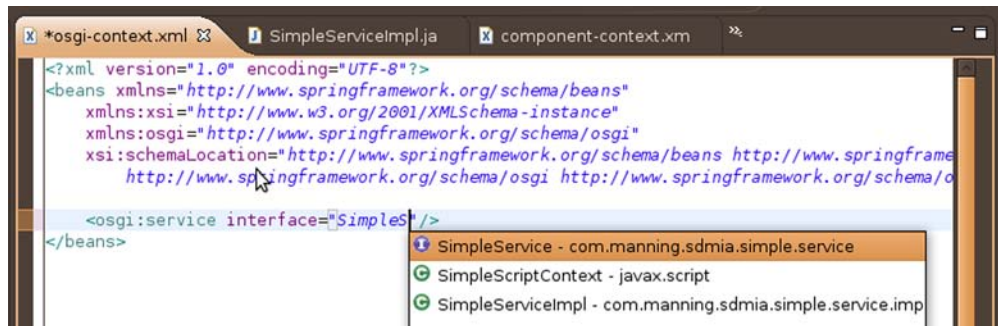 *osgi-context.xml SimpleServiceImpl.ja component-context.xm
<?xml version="1.0" encoding="UTF-8"?>
<beans xmlns="http://www.springframework.org/schema/beans"
xmlns:xsi="http://www.w3.org/2001/XMLSchema-instance"
xmlns:osgi="http://www.springframework.org/schema/osgi"
xsi:schemaLocation="http://www.springframework.org/schema/beans http://www.springframe
http://www.springframework.org/schema/osgi http://www.springframework.org/schema/o
<osgi:service interface="SimpleS"/>
</beans>
SimpleService - com.manning.sdmia.simple.service
SimpleScriptContext - javax.script
SimpleServiceImpl - com.manning.sdmia.simple.service.imp